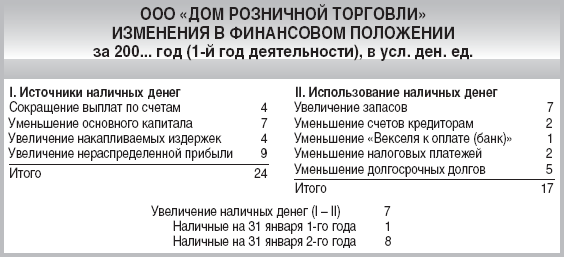 ООО «ДОМ РОЗНИЧНОЙ ТОРГОВЛИ»
ИЗМЕНЕНИЯ В ФИНАНСОВОМ ПОЛОЖЕНИИ
за 200... год (1-й год деятельности), в усл. ден. ед.
I. Источники наличных денег
Сокращение выплат по счетам 4
Уменьшение основного капитала 7
Увеличение накапливаемых издержек 4
Увеличение нераспределенной прибыли 9
Итого 24
II. Использование наличных денег
Увеличение запасов 7
Уменьшение счетов кредиторам 2
Уменьшение «Векселя к оплате (банк)» 1
Уменьшение налоговых платежей 2
Уменьшение долгосрочных долгов 5
Итого 17
Увеличение наличных денег (I – II) 7
Наличные на 31 января 1-го года 1
Наличные на 31 января 2-го года 8